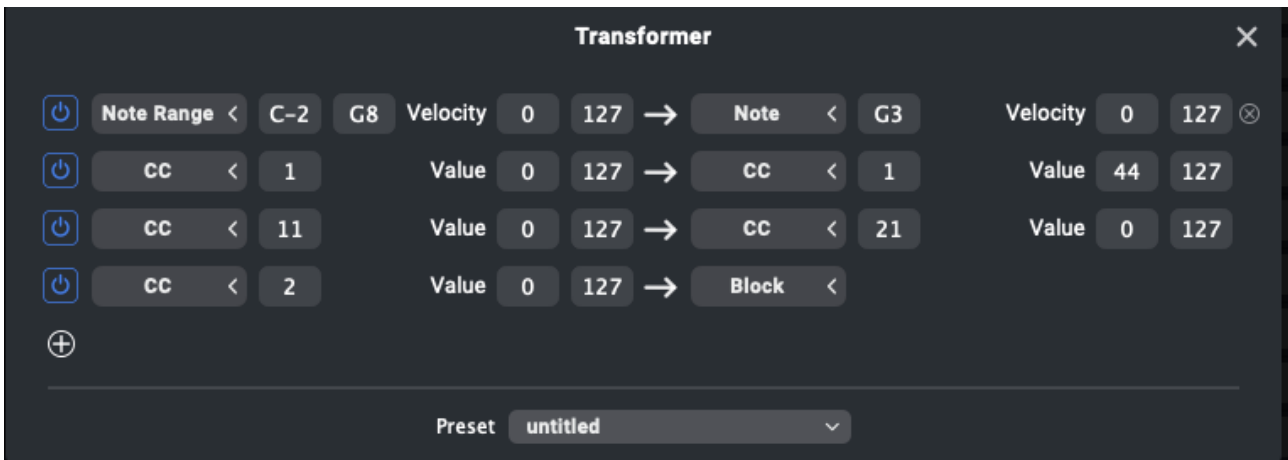 Transformer
Note Range C-2 G8 Velocity 0 127 → Note G3 Velocity 0 127
CC 1 Value 0 127 → CC 1 Value 44 127
CC 11 Value 0 127 → CC 21 Value 0 127
CC 2 Value 0 127 → Block
Preset untitled